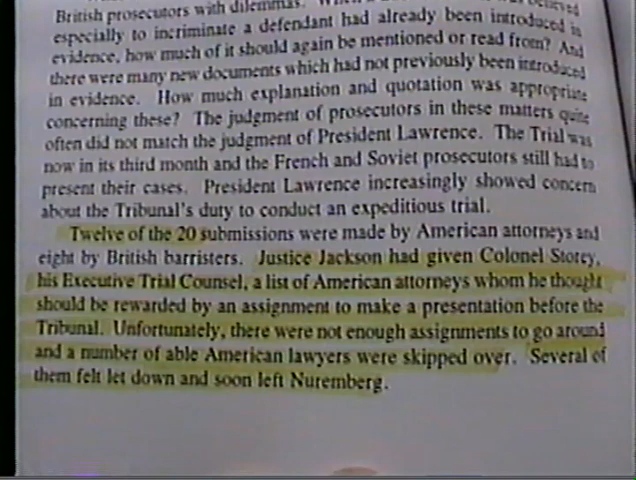 British prosecutors with dilemmas.
especially to incriminate a defendant had already been introduced in
evidence, how much of it should again be mentioned or read from? And
there were many new documents which had not previously been introduced
in evidence. How much explanation and quotation was appropriate
concerning these? The judgment of prosecutors in these matters quite
often did not match the judgment of President Lawrence. The Trial was
now in its third month and the French and Soviet prosecutors still had to
present their cases. President Lawrence increasingly showed concern
about the Tribunal's duty to conduct an expeditious trial.
Twelve of the 20 submissions were made by American attorneys and
eight by British barristers. Justice Jackson had given Colonel Storey,
his Executive Trial Counsel, a list of American attorneys whom he thought
should be rewarded by an assignment to make a presentation before the
Tribunal. Unfortunately, there were not enough assignments to go around
and a number of able American lawyers were skipped over. Several of
them felt let down and soon left Nuremberg.